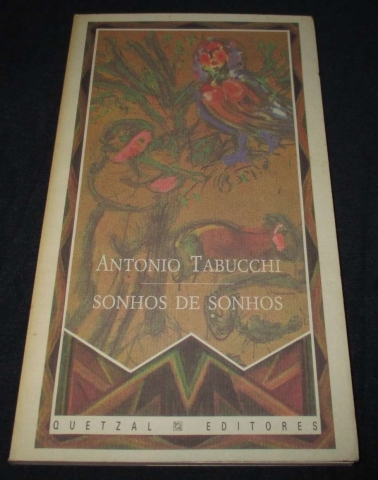 ANTONIO TABUCCHI
SONHOS DE SONHOS
QUETZAL EDITORES